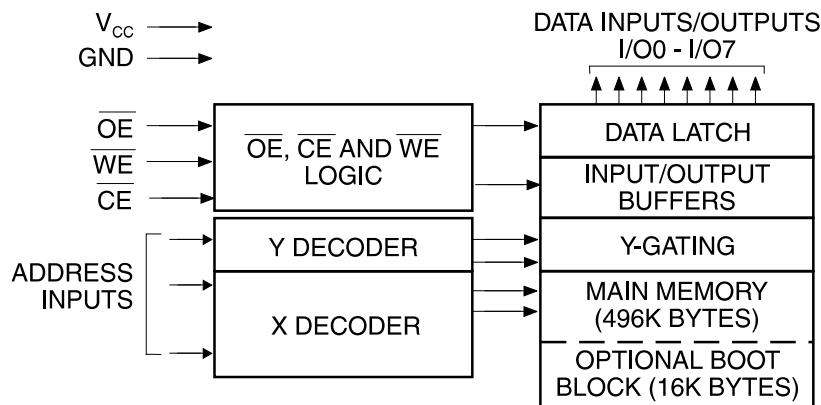 V_CC
GND
OE
WE
CE
ADDRESS
INPUTS
OE, CE AND WE
LOGIC
Y DECODER
X DECODER
DATA INPUTS/OUTPUTS
I/O0 - I/O7
DATA LATCH
INPUT/OUTPUT
BUFFERS
Y-GATING
MAIN MEMORY
(496K BYTES)
OPTIONAL BOOT
BLOCK (16K BYTES)